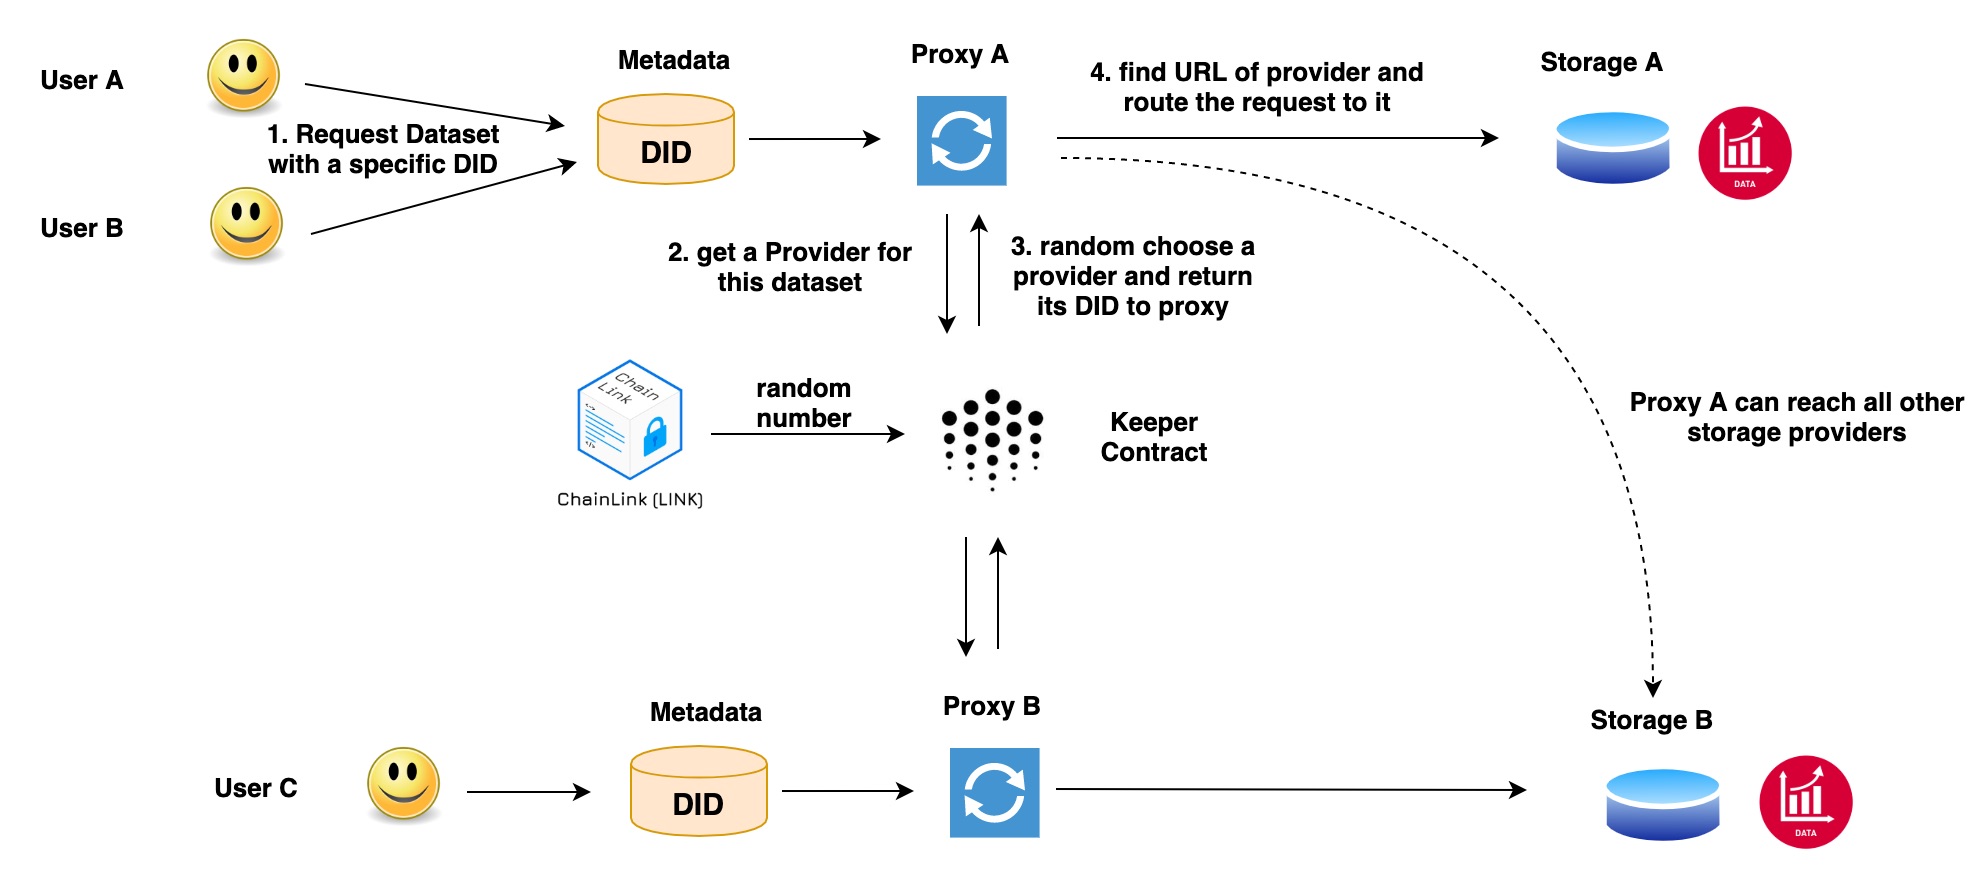 User A
Metadata
Proxy A
4. find URL of provider and
route the request to it
Storage A
1. Request Dataset
with a specific DID
DID
DATA
User B
2. get a Provider for
this dataset
3. random choose a
provider and return
its DID to proxy
Chain
Link
</>
</>
ChainLink (LINK)
random
number
Keeper
Contract
Proxy A can reach all other
storage providers
User C
Metadata
DID
Proxy B
Storage B
DATA